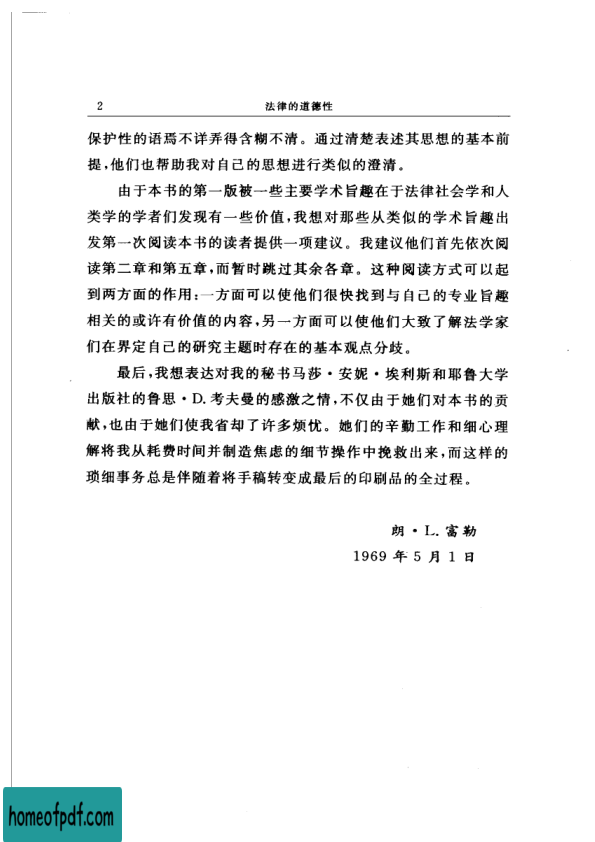 2 法律的道德性
保护性的语焉不详弄得含糊不清。通过清楚表述其思想的基本前
提,他们也帮助我对自己的思想进行类似的澄清。
由于本书的第一版被一些主要学术旨趣在于法律社会学和人
类学的学者们发现有一些价值,我想对那些从类似的学术旨趣出
发第一次阅读本书的读者提供一项建议。我建议他们首先依次阅
读第二章和第五章,而暂时跳过其余各章。这种阅读方式可以起
到两方面的作用:一方面可以使他们很快找到与自己的专业旨趣
相关的或许有价值的内容,另一方面可以使他们大致了解法学家
们在界定自己的研究主题时存在的基本观点分歧。
最后,我想表达对我的秘书马莎·安妮·埃利斯和耶鲁大学
出版社的鲁思·D.考夫曼的感激之情,不仅由于她们对本书的贡
献,也由于她们使我省却了许多烦忧。她们的辛勤工作和细心理
解将我从耗费时间并制造焦虑的细节操作中挽救出来,而这样的
琐细事务总是伴随着将手稿转变成最后的印刷品的全过程。
朗·L.富勒
1969年5月1日
homeofpdf.com